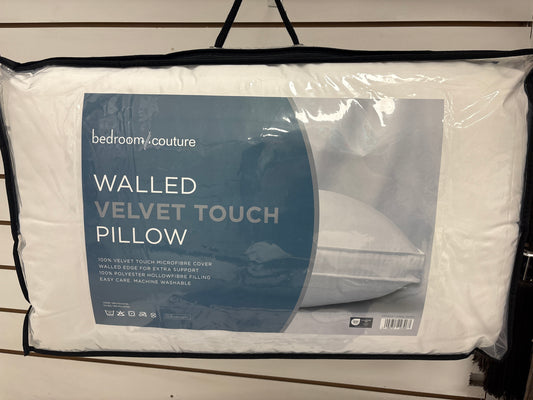 bedroom couture
WALLED
VELVET TOUCH
PILLOW
100% VELVET TOUCH MICROFIBRE COVER
WALLED EDGE FOR EXTRA SUPPORT
100% POLYESTER HOLLOWFIBRE FILLING
EASY CARE, MACHINE WASHABLE